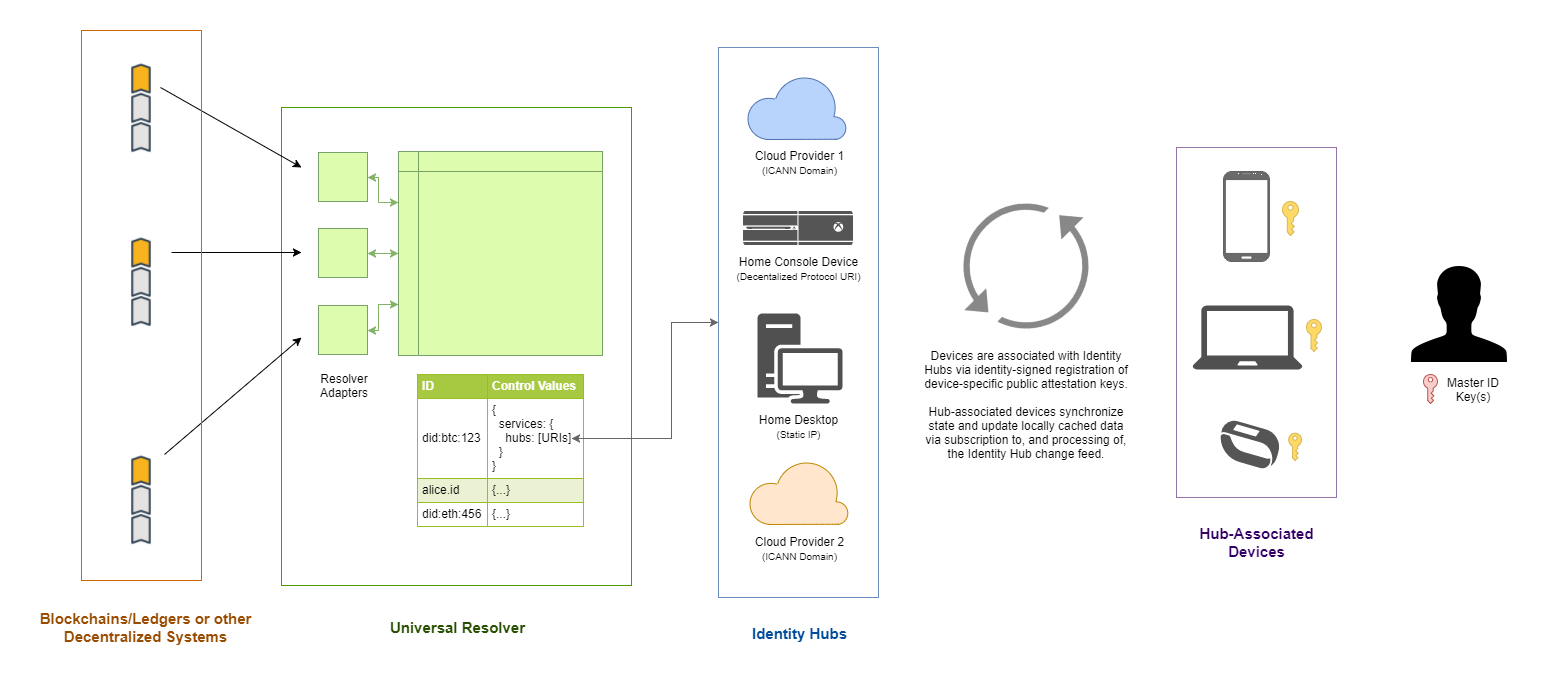 Resolver
Adapters
ID Control Values
did:btc:123
{
services: {
hubs: [URIs]
}
}
alice.id {...}
did:eth:456 {...}
Cloud Provider 1
(ICANN Domain)
Home Console Device
(Decentalized Protocol URI)
Home Desktop
(Static IP)
Cloud Provider 2
(ICANN Domain)
Devices are associated with Identity
Hubs via identity-signed registration of
device-specific public attestation keys.
Hub-associated devices synchronize
state and update locally cached data
via subscription to, and processing of,
the Identity Hub change feed.
Master ID
Key(s)
Blockchains/Ledgers or other
Decentralized Systems
Universal Resolver
Identity Hubs
Hub-Associated
Devices